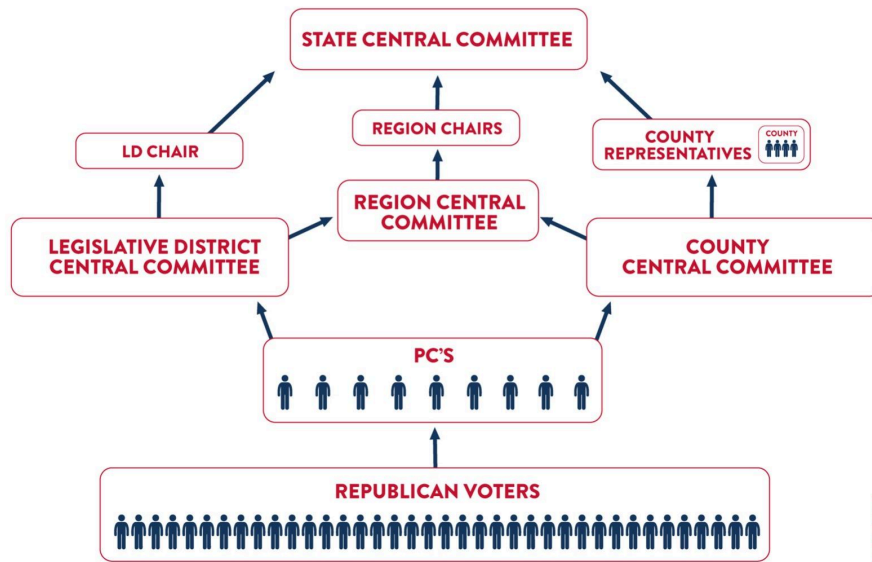 STATE CENTRAL COMMITTEE
LD CHAIR
REGION CHAIRS
COUNTY
REPRESENTATIVES
COUNTY
REGION CENTRAL
COMMITTEE
LEGISLATIVE DISTRICT
CENTRAL COMMITTEE
COUNTY
CENTRAL COMMITTEE
PC'S
REPUBLICAN VOTERS